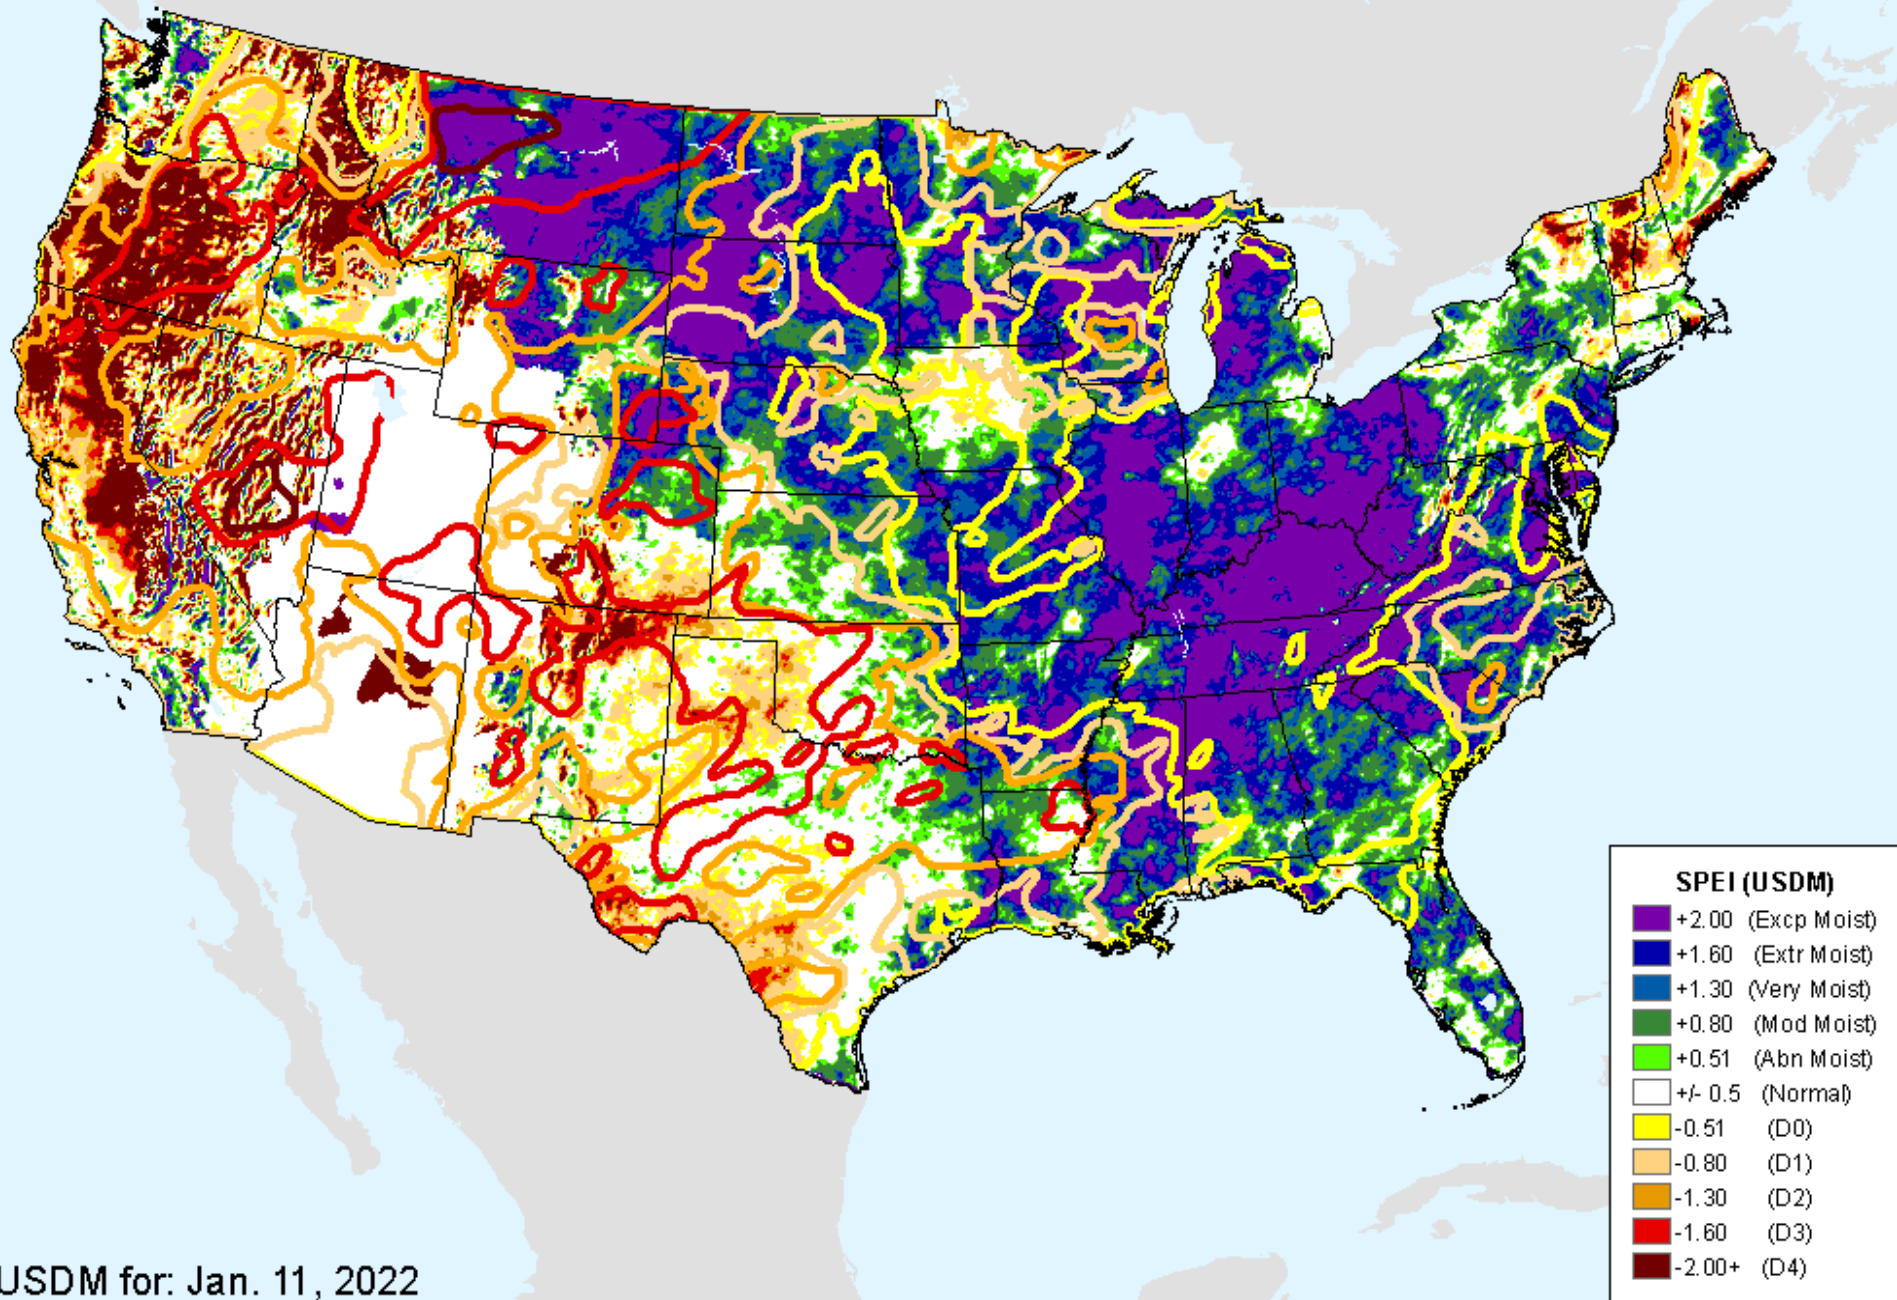 SPEI (USDM)
+2.00 (Excp Moist)
+1.60 (Extr Moist)
+1.30 (Very Moist)
+0.80 (Mod Moist)
+0.51 (Abn Moist)
+/- 0.5 (Normal)
-0.51 (D0)
-0.80 (D1)
-1.30 (D2)
-1.60 (D3)
-2.00+ (D4)
USDM for: Jan. 11, 2022